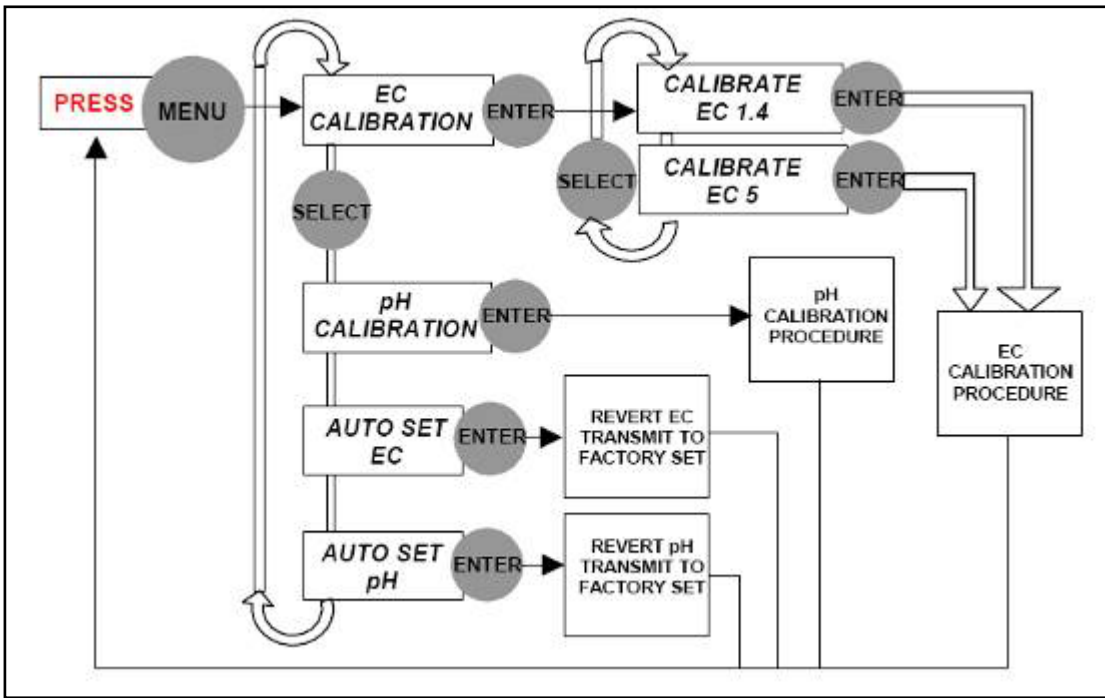 PRESS
MENU
EC
CALIBRATION
ENTER
CALIBRATE
EC 1.4
ENTER
SELECT
CALIBRATE
EC 5
ENTER
SELECT
pH
CALIBRATION
ENTER
pH
CALIBRATION
PROCEDURE
EC
CALIBRATION
PROCEDURE
AUTO SET
EC
ENTER
REVERT EC
TRANSMIT TO
FACTORY SET
AUTO SET
pH
ENTER
REVERT pH
TRANSMIT TO
FACTORY SET